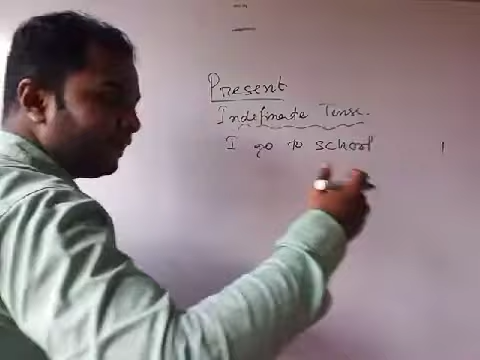 Present
Indefinate Tense.
I go to school